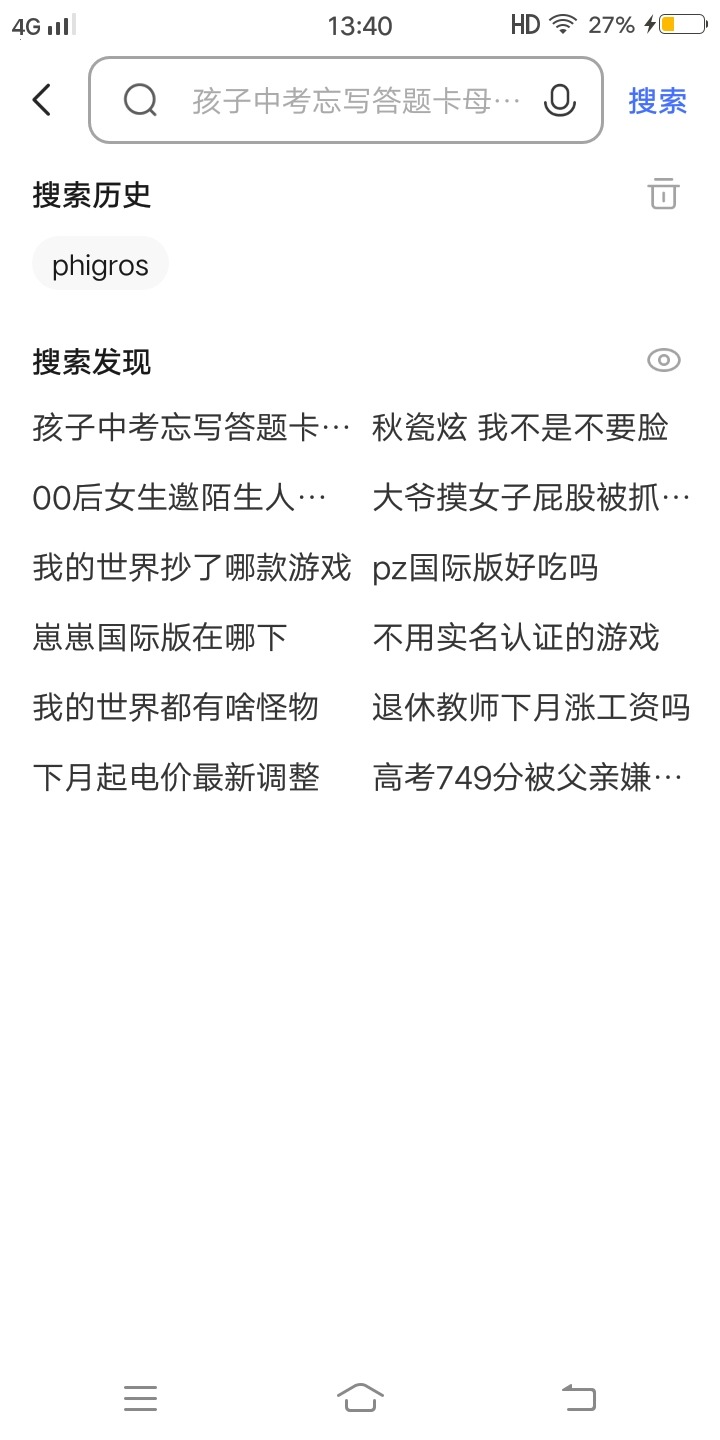 4G 13:40 HD 27%
孩子中考忘写答题卡母… 搜索
搜索历史
phigros
搜索发现
孩子中考忘写答题卡… 秋瓷炫 我不是不要脸
00后女生邀陌生人… 大爷摸女子屁股被抓…
我的世界抄了哪款游戏 pz国际版好吃吗
崽崽国际版在哪下 不用实名认证的游戏
我的世界都有啥怪物 退休教师下月涨工资吗
下月起电价最新调整 高考749分被父亲嫌…